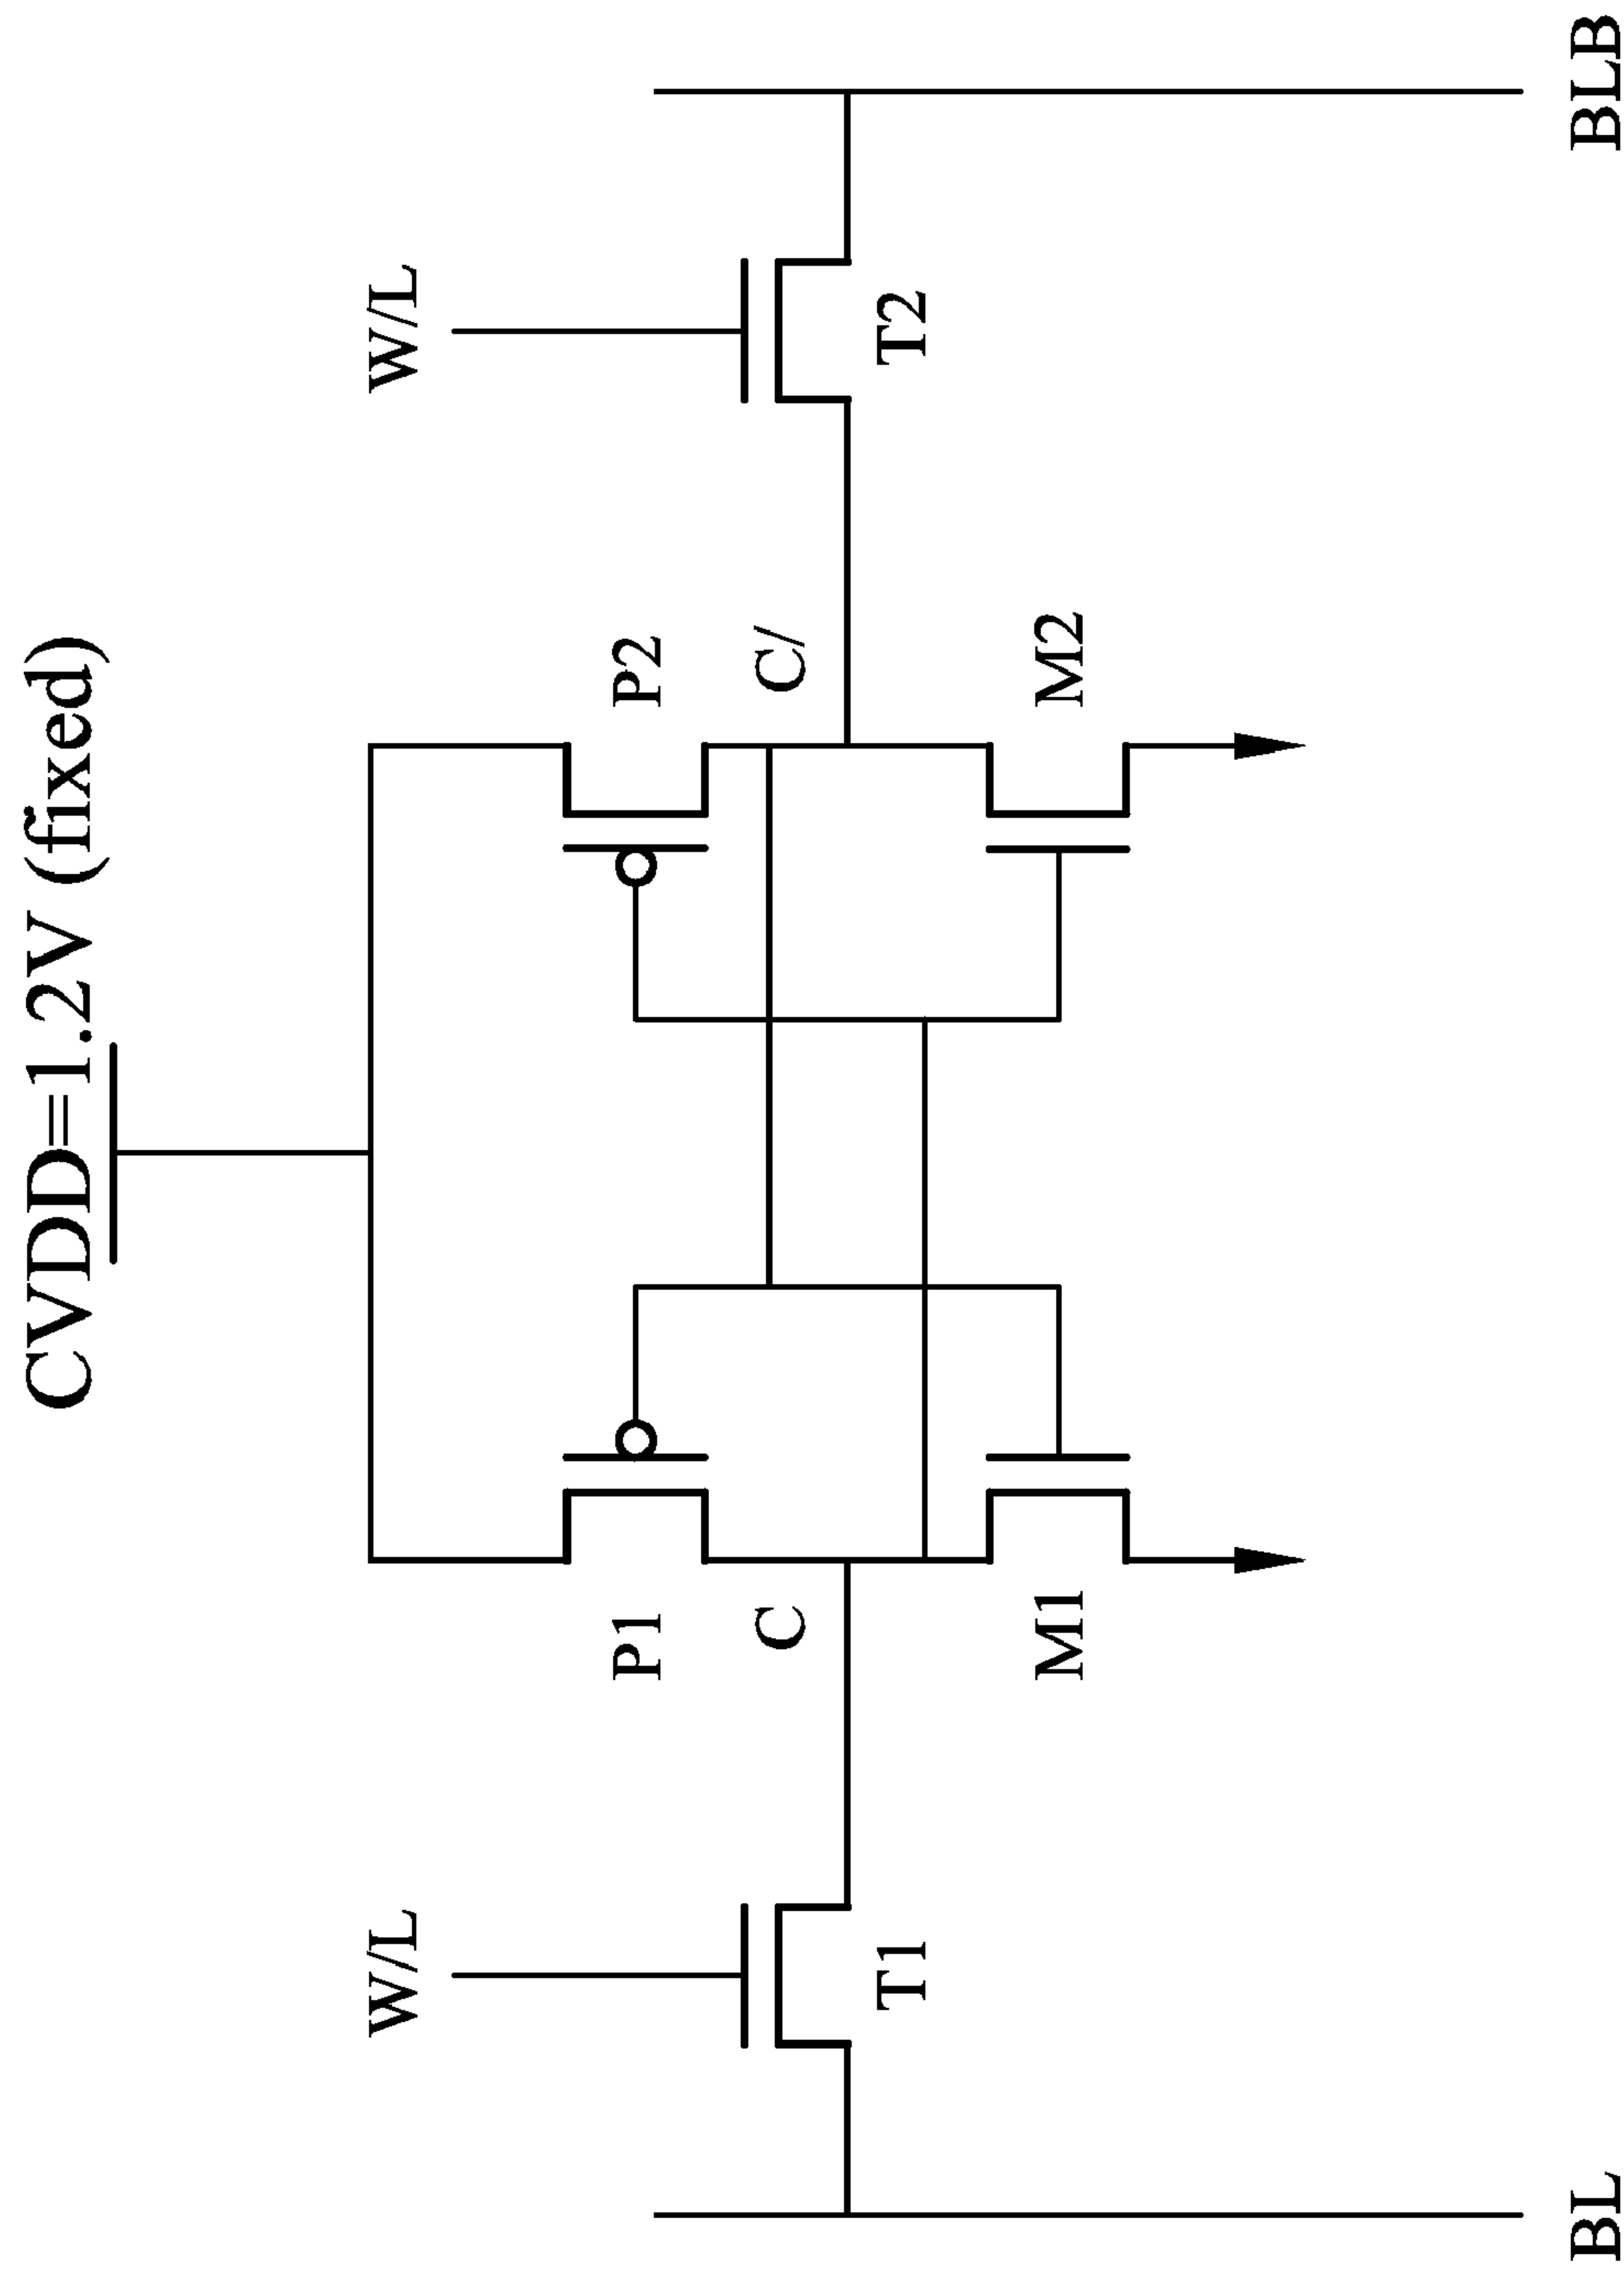 CVDD=1.2V (fixed)
W/L
W/L
P1
P2
C
C/
T1
T2
M1
M2
BL
BLB